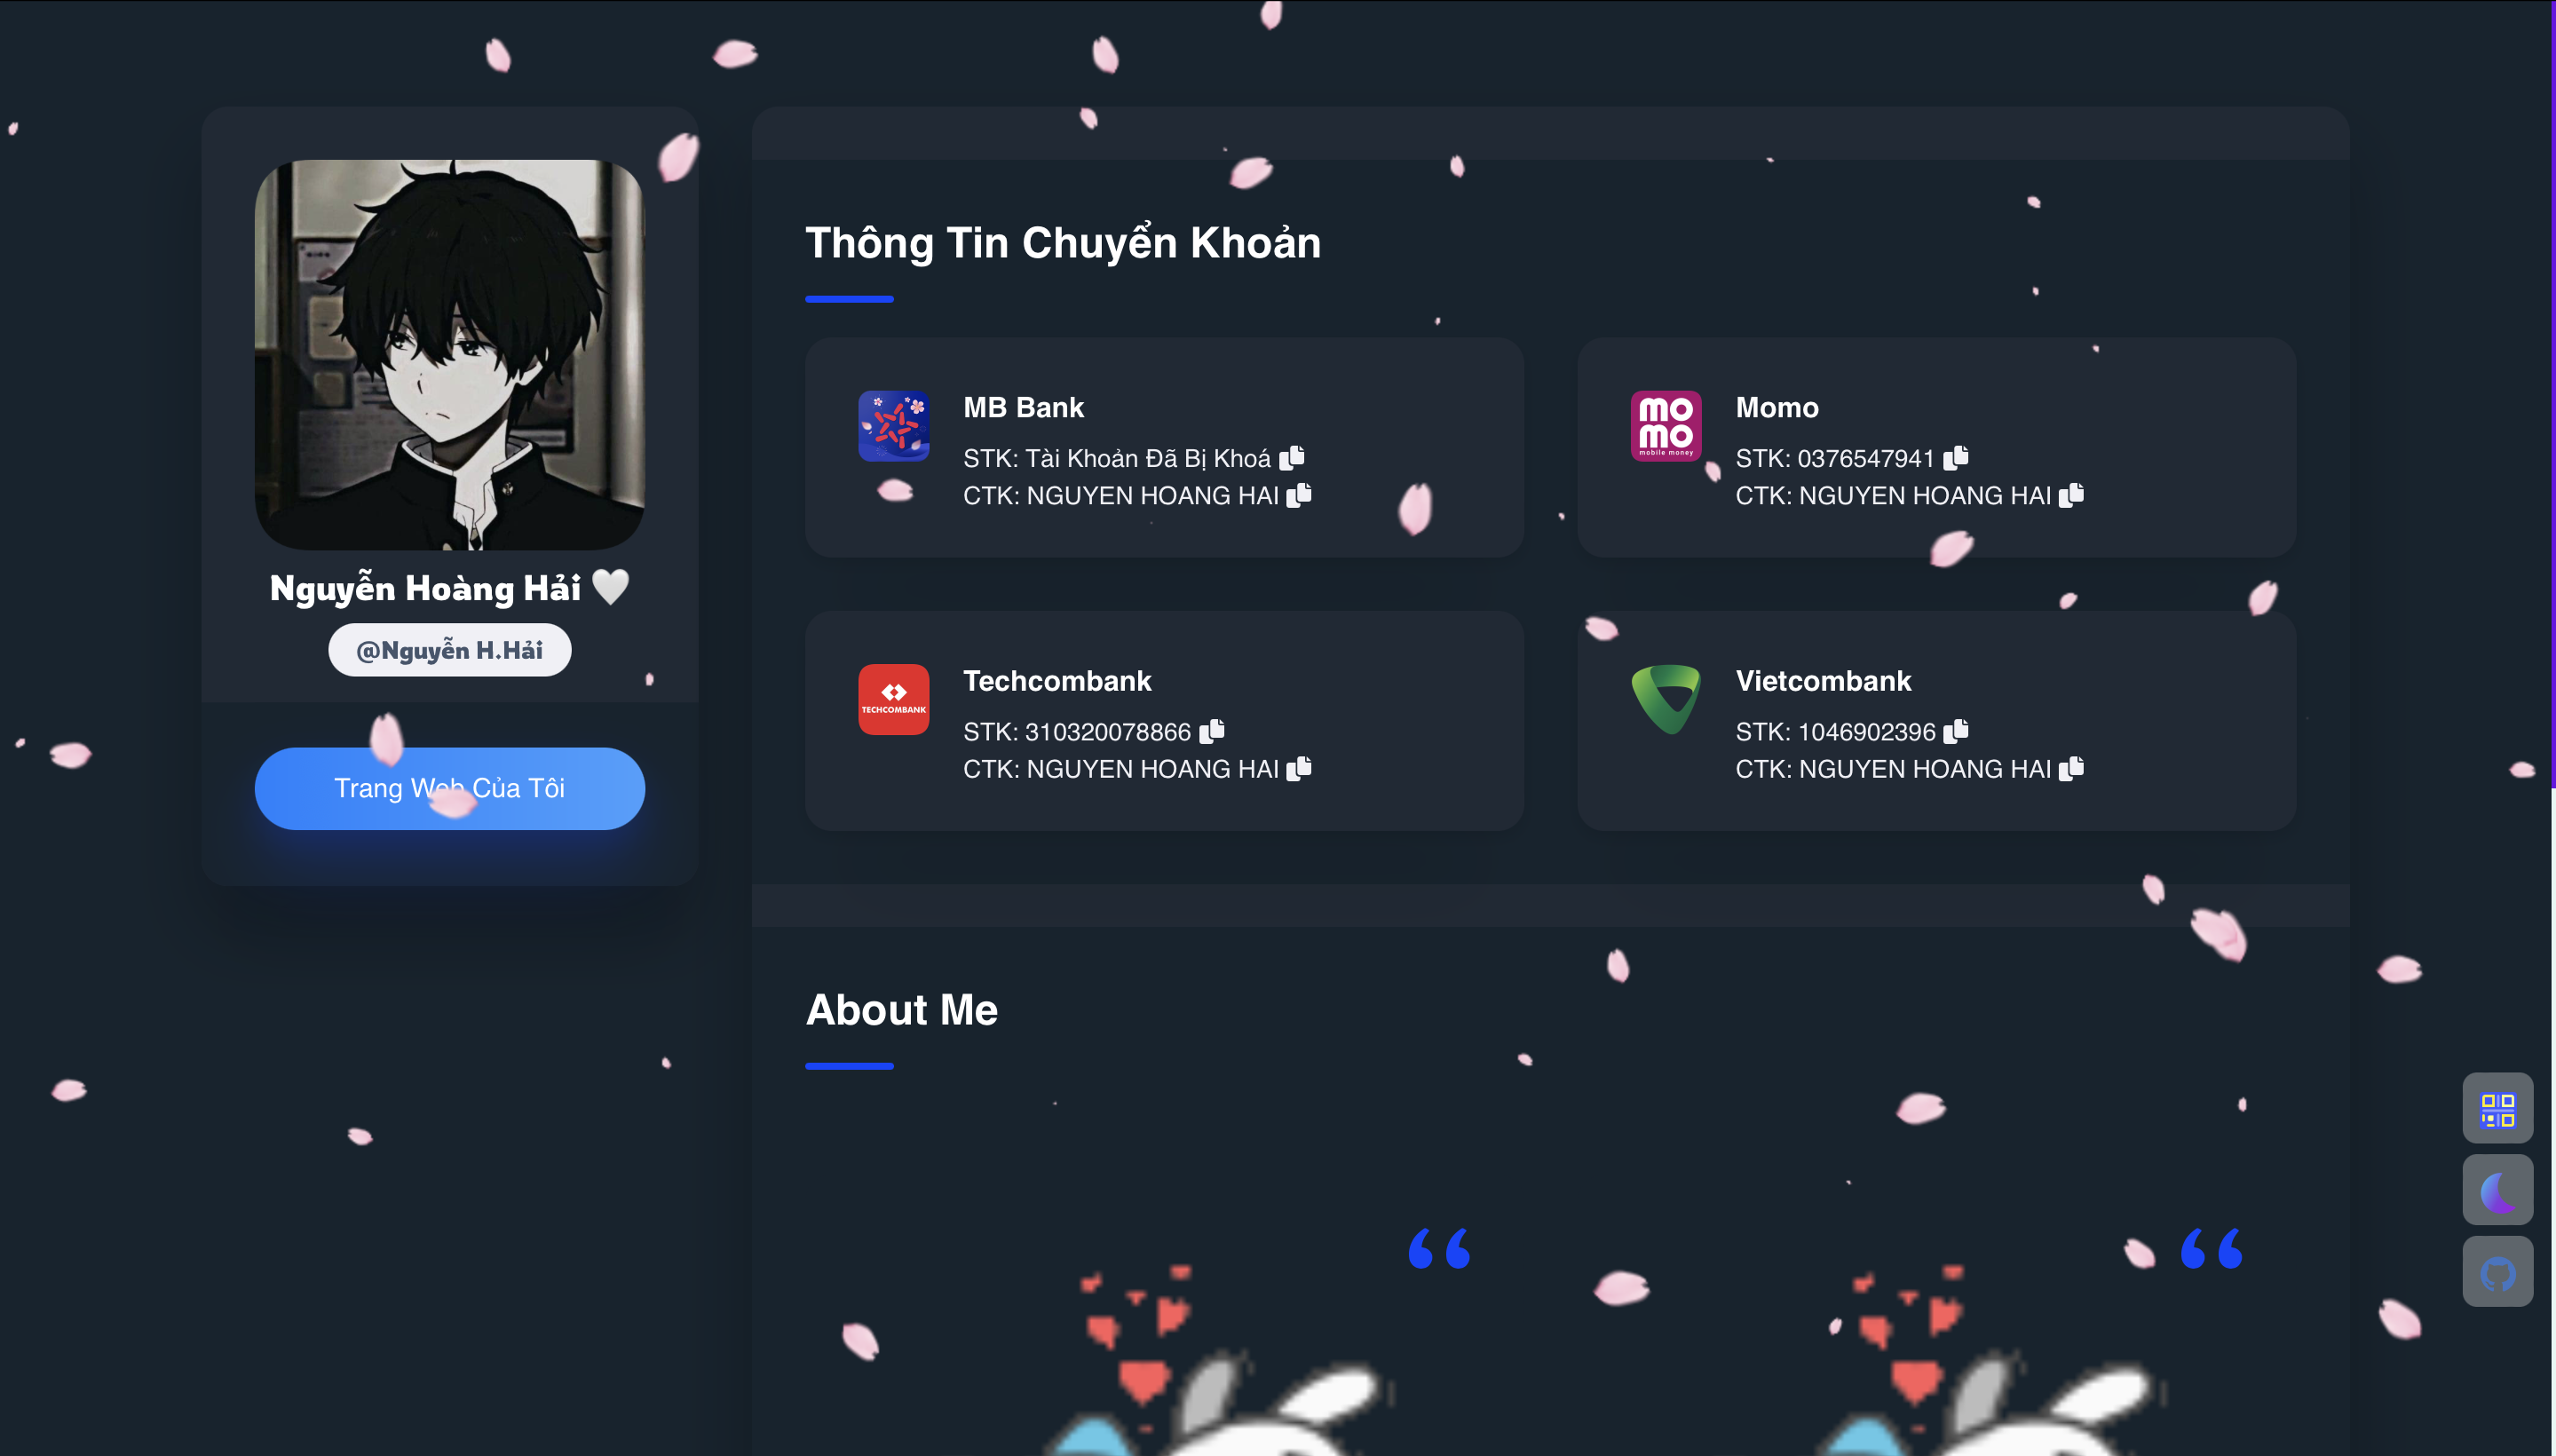 Nguyễn Hoàng Hải 🤍
@Nguyễn H.Hải
Trang Web Của Tôi
Thông Tin Chuyển Khoản
MB Bank
STK: Tài Khoản Đã Bị Khoá
CTK: NGUYEN HOANG HAI
MOMO
mobile money
Momo
STK: 0376547941
CTK: NGUYEN HOANG HAI
TECHCOMBANK
Techcombank
STK: 310320078866
CTK: NGUYEN HOANG HAI
Vietcombank
STK: 1046902396
CTK: NGUYEN HOANG HAI
About Me
“
“